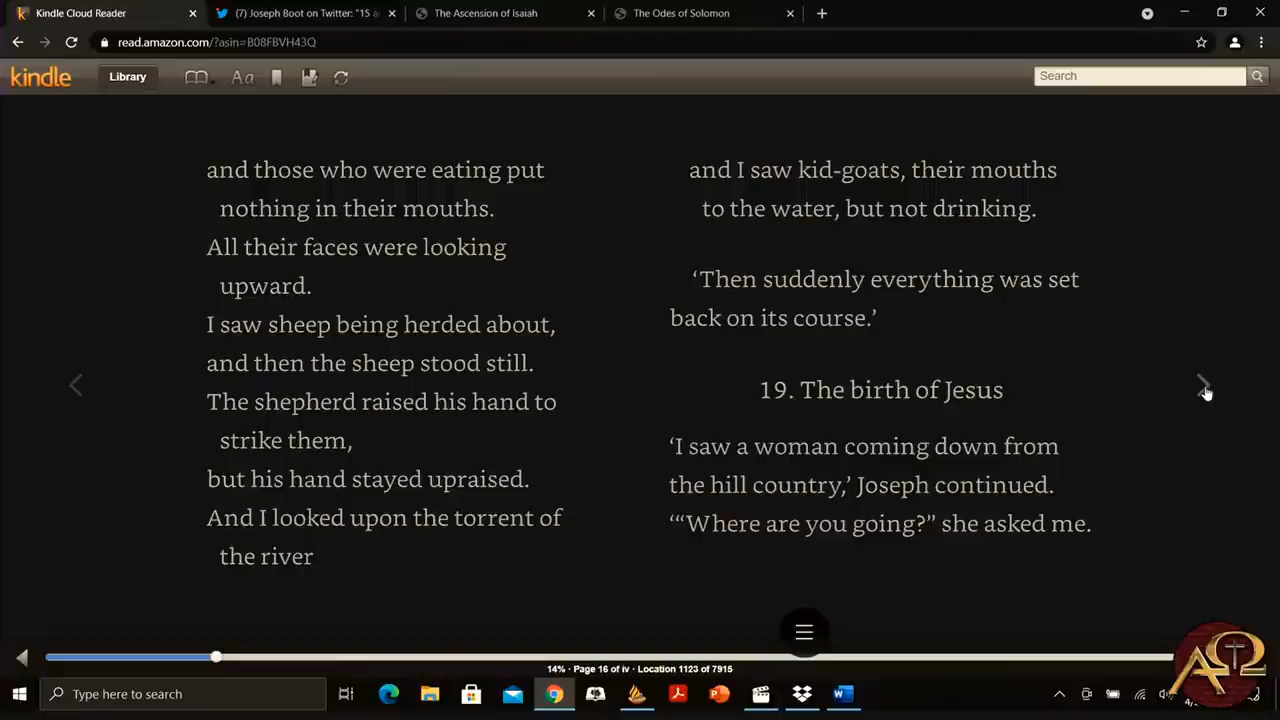 Kindle Cloud Reader
(7) Joseph Boot on Twitter: "15 a
The Ascension of Isaiah
The Odes of Solomon
read.amazon.com/?asin=B08FBVH43Q
kindle
Library
Aa
Search
and those who were eating put
nothing in their mouths.
All their faces were looking
upward.
I saw sheep being herded about,
and then the sheep stood still.
The shepherd raised his hand to
strike them,
but his hand stayed upraised.
And I looked upon the torrent of
the river
and I saw kid-goats, their mouths
to the water, but not drinking.
‘Then suddenly everything was set
back on its course.’
19. The birth of Jesus
‘I saw a woman coming down from
the hill country,’ Joseph continued.
‘“Where are you going?” she asked me.
14% · Page 16 of iv · Location 1123 of 7915
Type here to search
ΑΩ